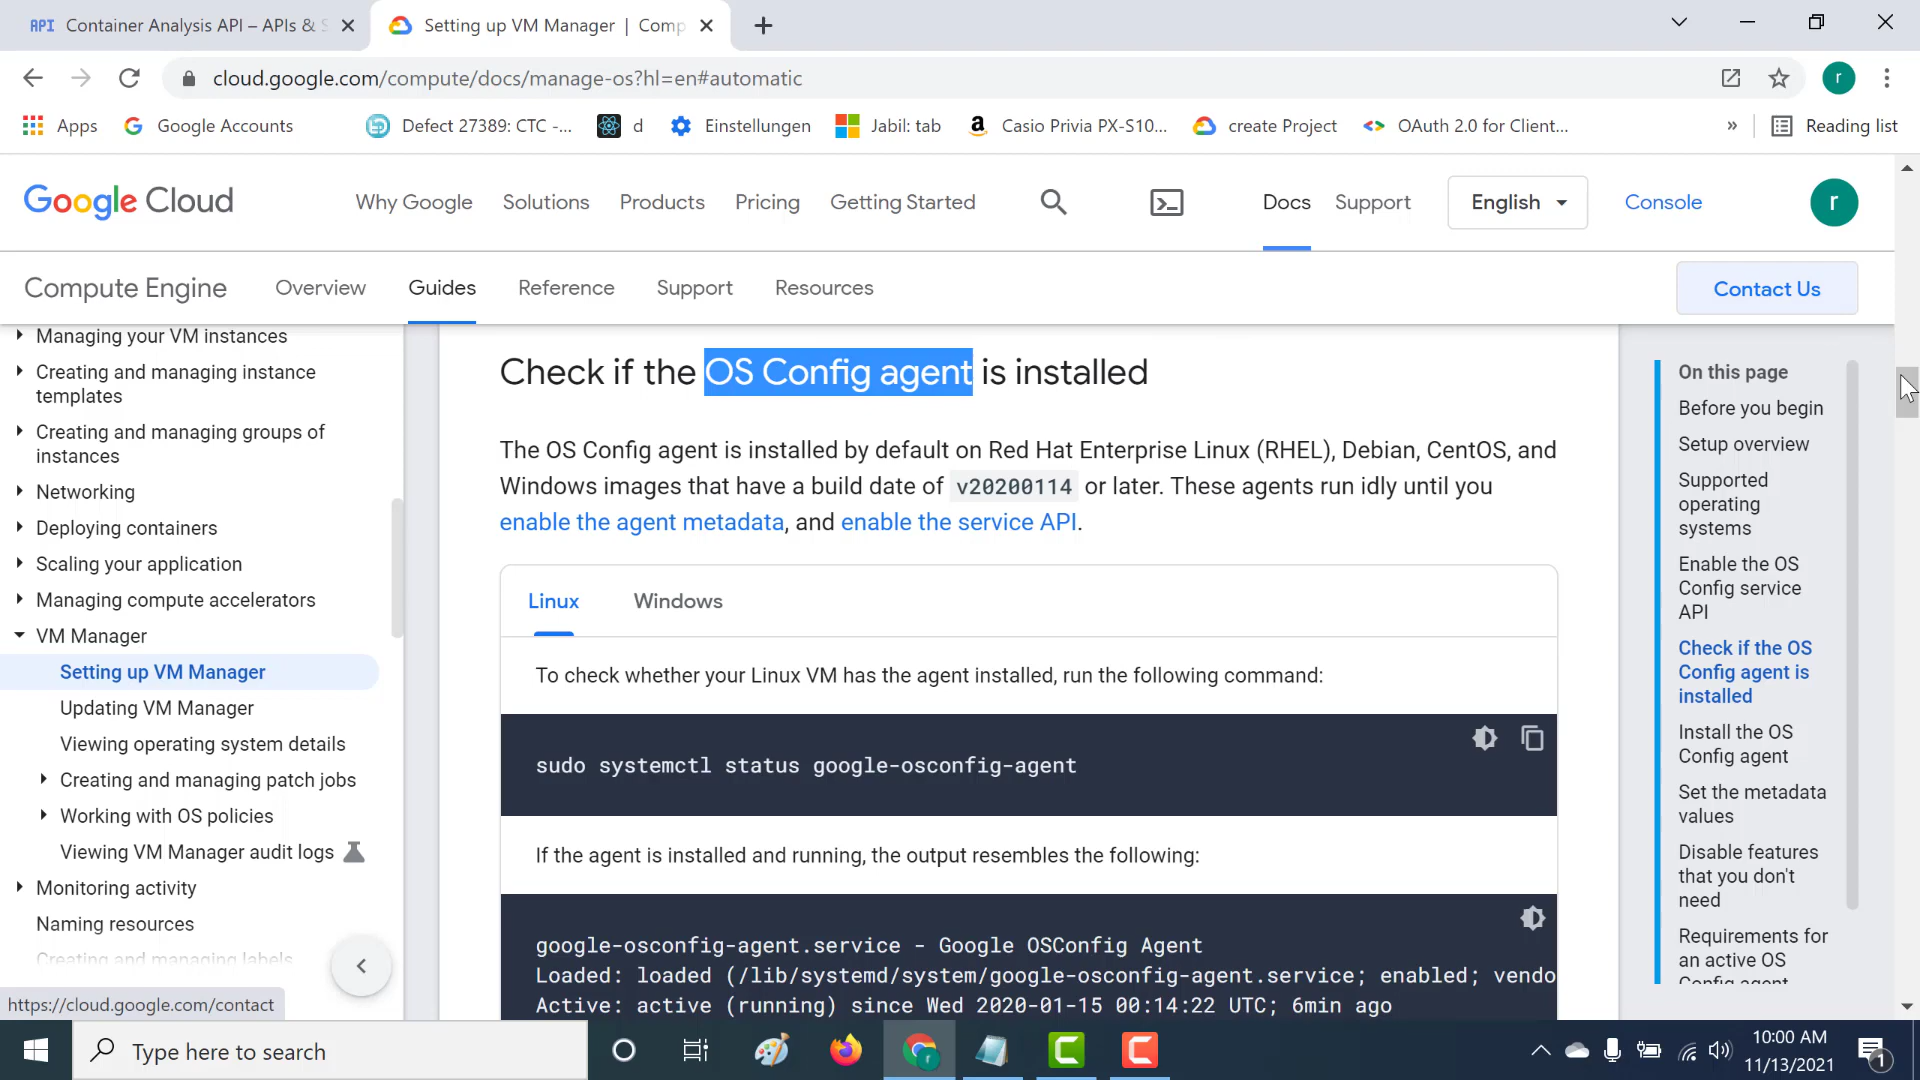 API Container Analysis API – APIs &
Setting up VM Manager | Comp
cloud.google.com/compute/docs/manage-os?hl=en#automatic
r
Apps
Google Accounts
Defect 27389: CTC -...
d
Einstellungen
Jabil: tab
Casio Privia PX-S10...
create Project
OAuth 2.0 for Client...
»
Reading list
Google Cloud
Why Google
Solutions
Products
Pricing
Getting Started
Docs
Support
English
Console
r
Compute Engine
Overview
Guides
Reference
Support
Resources
Contact Us
Managing your VM instances
Creating and managing instance
templates
Creating and managing groups of
instances
Networking
Deploying containers
Scaling your application
Managing compute accelerators
VM Manager
Setting up VM Manager
Updating VM Manager
Viewing operating system details
Creating and managing patch jobs
Working with OS policies
Viewing VM Manager audit logs
Monitoring activity
Naming resources
Creating and managing labels
https://cloud.google.com/contact
Check if the OS Config agent is installed
The OS Config agent is installed by default on Red Hat Enterprise Linux (RHEL), Debian, CentOS, and
Windows images that have a build date of v20200114 or later. These agents run idly until you
enable the agent metadata, and enable the service API.
Linux
Windows
To check whether your Linux VM has the agent installed, run the following command:
sudo systemctl status google-osconfig-agent
If the agent is installed and running, the output resembles the following:
google-osconfig-agent.service - Google OSConfig Agent
Loaded: loaded (/lib/systemd/system/google-osconfig-agent.service; enabled; vendo
Active: active (running) since Wed 2020-01-15 00:14:22 UTC; 6min ago
On this page
Before you begin
Setup overview
Supported
operating
systems
Enable the OS
Config service
API
Check if the OS
Config agent is
installed
Install the OS
Config agent
Set the metadata
values
Disable features
that you don't
need
Requirements for
an active OS
Config agent
Type here to search
10:00 AM
11/13/2021
1